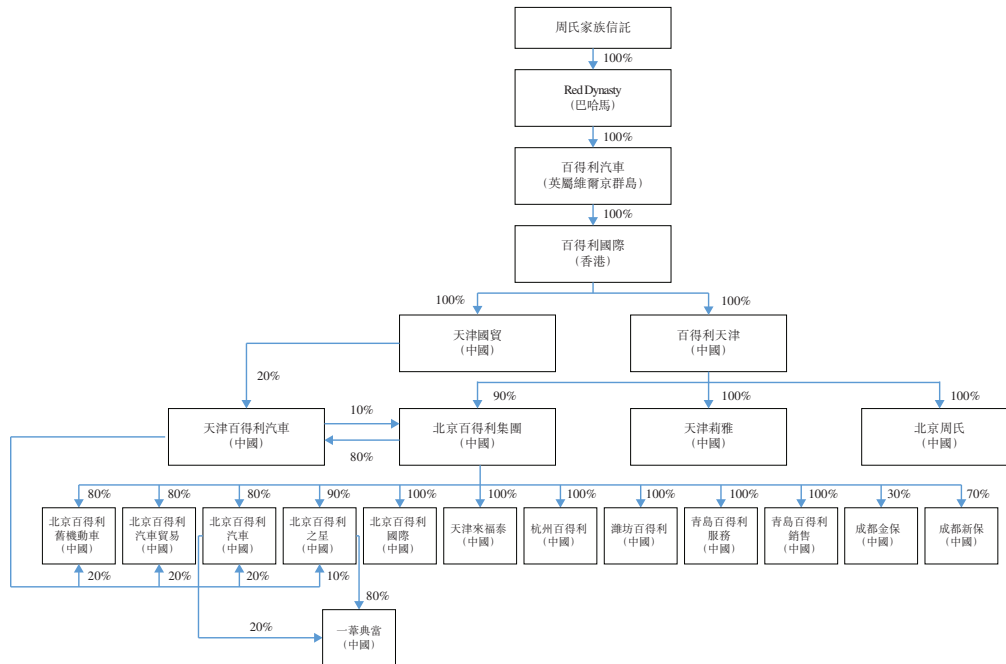 周氏家族信託
100%
Red Dynasty
(巴哈馬)
100%
百得利汽車
(英屬維爾京群島)
100%
百得利國際
(香港)
100%
100%
天津國貿
(中國)
百得利天津
(中國)
20%
90%
100%
100%
天津百得利汽車
(中國)
10%
80%
北京百得利集團
(中國)
天津莉雅
(中國)
北京周氏
(中國)
80%
80%
80%
90%
100%
100%
100%
100%
100%
100%
30%
70%
北京百得利
舊機動車
(中國)
北京百得利
汽車貿易
(中國)
北京百得利
汽車
(中國)
北京百得利
之星
(中國)
北京百得利
國際
(中國)
天津來福泰
(中國)
杭州百得利
(中國)
濰坊百得利
(中國)
青島百得利
服務
(中國)
青島百得利
銷售
(中國)
成都金保
(中國)
成都新保
(中國)
20%
20%
20%
10%
80%
20%
一葦典當
(中國)